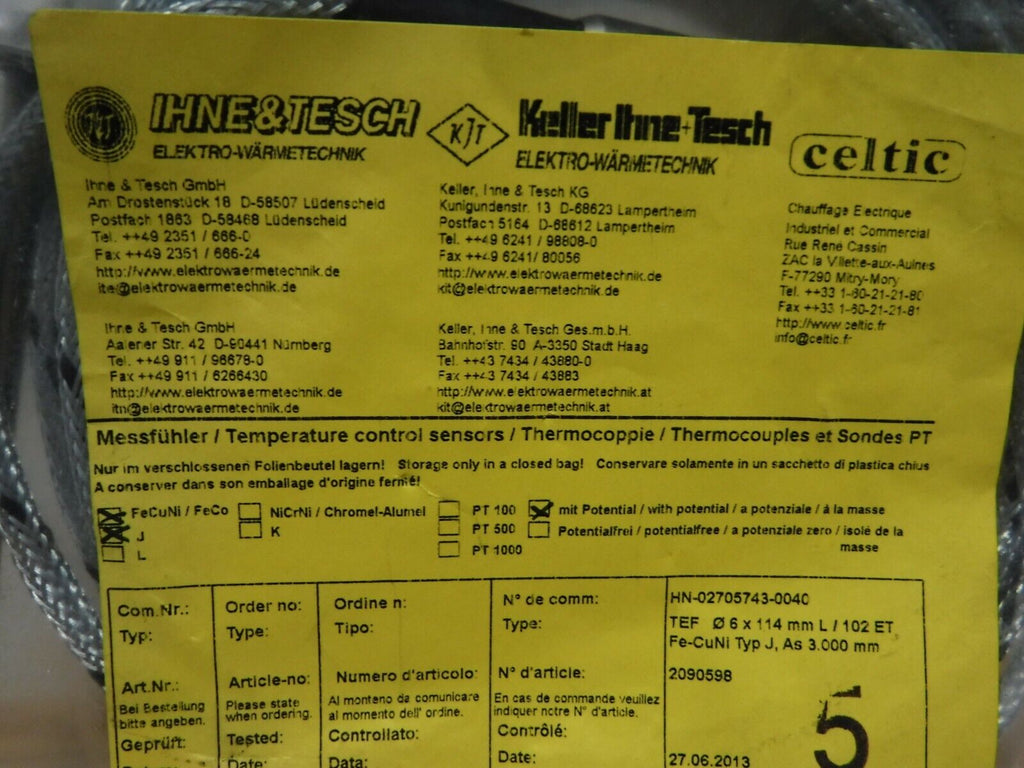 IHNE&TESCH
ELEKTRO-WÄRMETECHNIK
KJT
Keller Ihne+Tesch
ELEKTRO-WÄRMETECHNIK
celtic
Ihne & Tesch GmbH
Am Drostenstück 18 D-58507 Lüdenscheid
Postfach 1863 D-58468 Lüdenscheid
Tel. ++49 2351 / 666-0
Fax ++49 2351 / 666-24
http://www.elektrowaermetechnik.de
ite@elektrowaermetechnik.de
Keller, Ihne & Tesch KG
Kunigundenstr. 13 D-68623 Lampertheim
Postfach 5164 D-68612 Lampertheim
Tel. ++49 6241 / 98808-0
Fax ++49 6241/ 80056
http://www.elektrowaermetechnik.de
kit@elektrowaermetechnik.de
Chauffage Electrique
Industriel et Commercial
Rue René Cassin
ZAC la Villette-aux-Aulnes
F-77290 Mitry-Mory
Tel. ++33 1-60-21-21-80
Fax ++33 1-60-21-21-81
http://www.celtic.fr
info@celtic.fr
Ihne & Tesch GmbH
Aalener Str. 42 D-90441 Nürnberg
Tel. ++49 911 / 96678-0
Fax ++49 911 / 6266430
http://www.elektrowaermetechnik.de
itn@elektrowaermetechnik.de
Keller, Ihne & Tesch Ges.m.b.H.
Bahnhofstr. 90 A-3350 Stadt Haag
Tel. ++43 7434 / 43880-0
Fax ++43 7434 / 43883
http://www.elektrowaermetechnik.at
kit@elektrowaermetechnik.at
Messfühler / Temperature control sensors / Thermocoppie / Thermocouples et Sondes PT
Nur im verschlossenen Folienbeutel lagern! Storage only in a closed bag! Conservare solamente in un sacchetto di plastica chius
A conserver dans son emballage d'origine fermé!
FeCuNi / FeCo
J
L
NiCrNi / Chromel-Alumel
K
PT 100
PT 500
PT 1000
mit Potential / with potential / a potenziale / à la masse
Potentialfrei / potentialfree / a potenziale zero / isolé de la
masse
Com.Nr.: Order no: Ordine n: N° de comm: HN-02705743-0040
Typ: Type: Tipo: Type: TEF Ø 6 x 114 mm L / 102 ET
Fe-CuNi Typ J, As 3.000 mm
Art.Nr.: Article-no: Numero d'articolo: N° d'article: 2090598
Bei Bestellung Please state Al momento da comunicare En cas de commande veuillez
bitte angeben. when ordering. al momento dell' ordine. indiquer notre N° d'article.
5
Geprüft: Tested: Controllato: Contrôlé:
Date: Data: Date: 27.06.2013